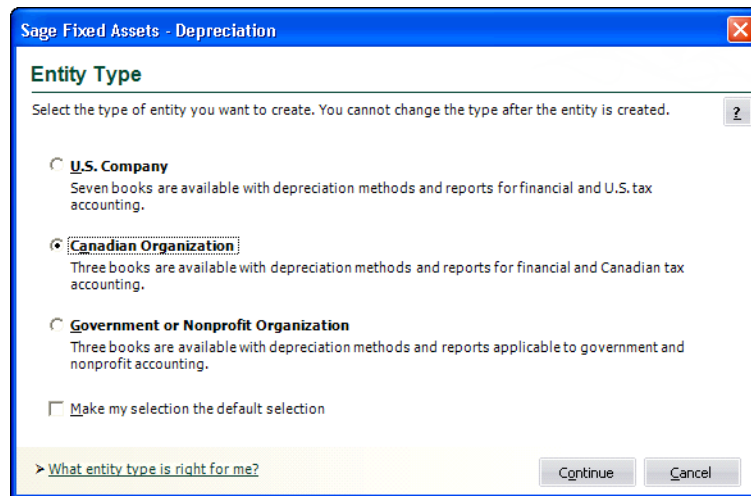 Sage Fixed Assets - Depreciation
Entity Type
Select the type of entity you want to create. You cannot change the type after the entity is created.
?
U.S. Company
Seven books are available with depreciation methods and reports for financial and U.S. tax
accounting.
Canadian Organization
Three books are available with depreciation methods and reports for financial and Canadian tax
accounting.
Government or Nonprofit Organization
Three books are available with depreciation methods and reports applicable to government and
nonprofit accounting.
Make my selection the default selection
➤ What entity type is right for me?
Continue
Cancel